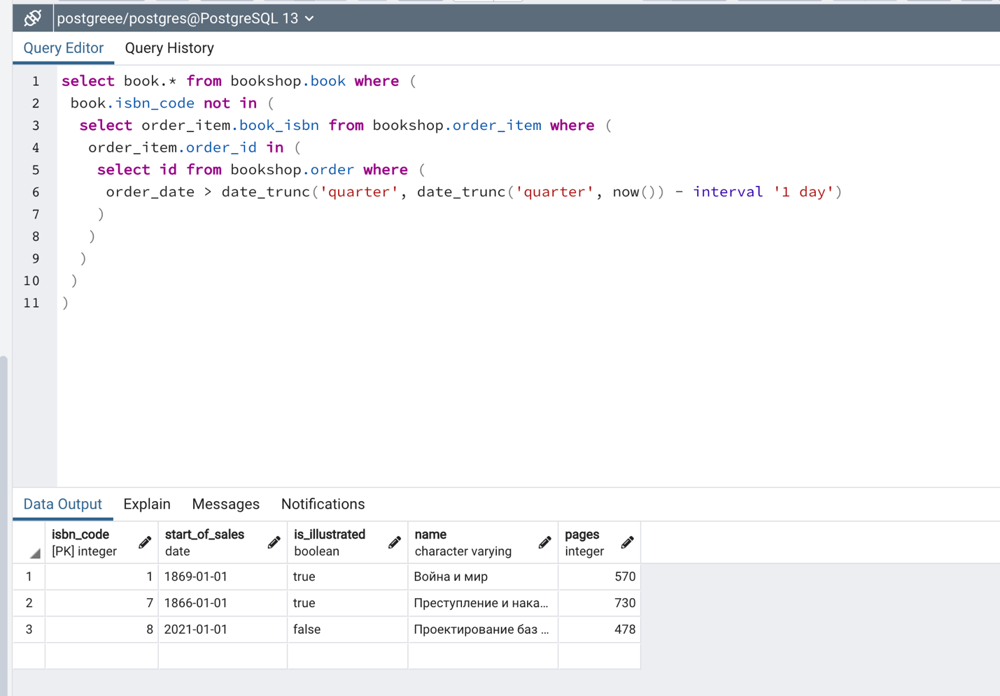 postgreee/postgres@PostgreSQL 13
Query Editor Query History
1 select book.* from bookshop.book where (
2 book.isbn_code not in (
3 select order_item.book_isbn from bookshop.order_item where (
4 order_item.order_id in (
5 select id from bookshop.order where (
6 order_date > date_trunc('quarter', date_trunc('quarter', now()) - interval '1 day')
7 )
8 )
9 )
10 )
11 )
Data Output Explain Messages Notifications
isbn_code start_of_sales is_illustrated name pages
[PK] integer date boolean character varying integer
1 1 1869-01-01 true Война и мир 570
2 7 1866-01-01 true Преступление и нака... 730
3 8 2021-01-01 false Проектирование баз ... 478